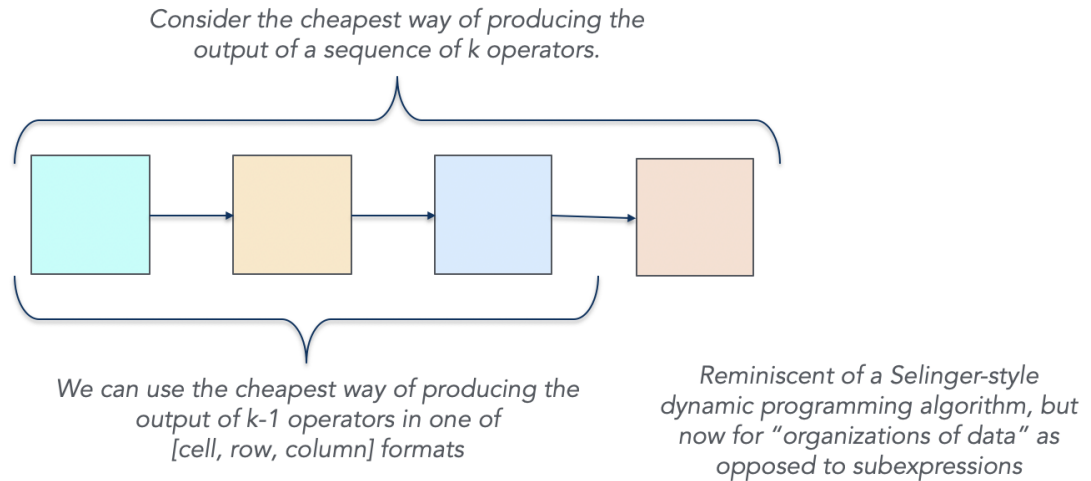 Consider the cheapest way of producing the
output of a sequence of k operators.
We can use the cheapest way of producing the
output of k-1 operators in one of
[cell, row, column] formats
Reminiscent of a Selinger-style
dynamic programming algorithm, but
now for “organizations of data” as
opposed to subexpressions